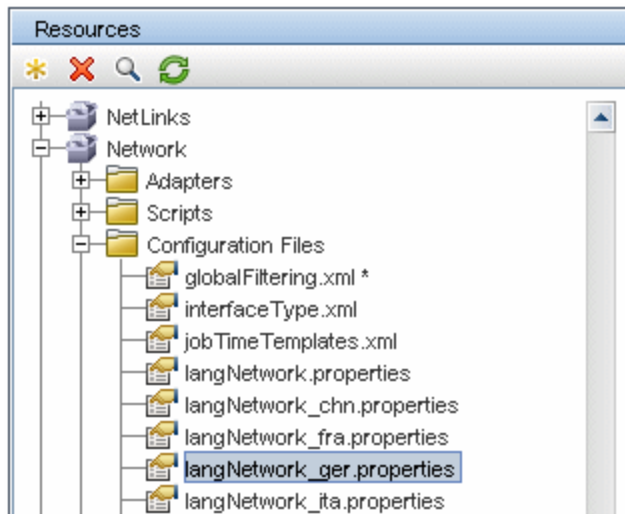 Resources
NetLinks
Network
Adapters
Scripts
Configuration Files
globalFiltering.xml *
interfaceType.xml
jobTimeTemplates.xml
langNetwork.properties
langNetwork_chn.properties
langNetwork_fra.properties
langNetwork_ger.properties
langNetwork_ita.properties